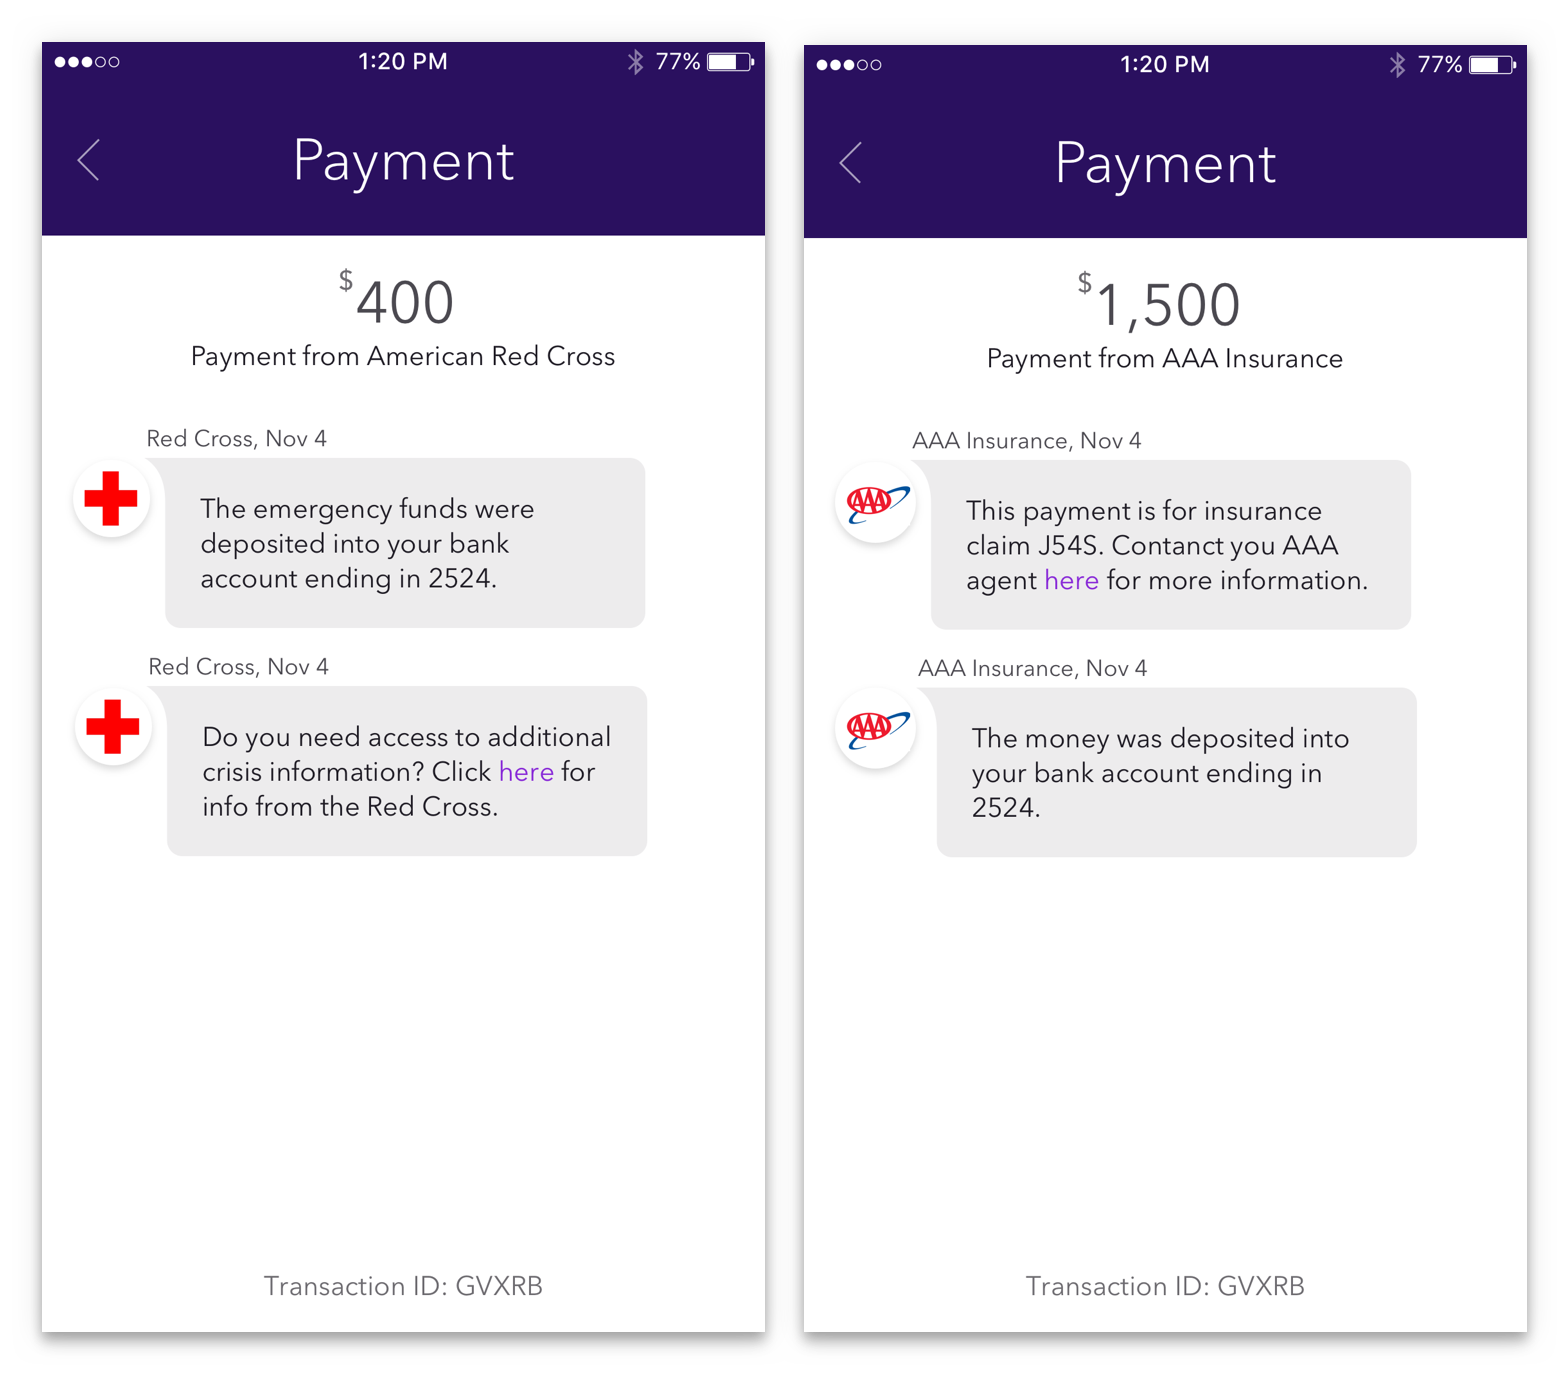 1:20 PM
77%
Payment
$400
Payment from American Red Cross
Red Cross, Nov 4
The emergency funds were
deposited into your bank
account ending in 2524.
Red Cross, Nov 4
Do you need access to additional
crisis information? Click here for
info from the Red Cross.
Transaction ID: GVXRB
1:20 PM
77%
Payment
$1,500
Payment from AAA Insurance
AAA Insurance, Nov 4
AAA
This payment is for insurance
claim J54S. Contanct you AAA
agent here for more information.
AAA Insurance, Nov 4
AAA
The money was deposited into
your bank account ending in
2524.
Transaction ID: GVXRB